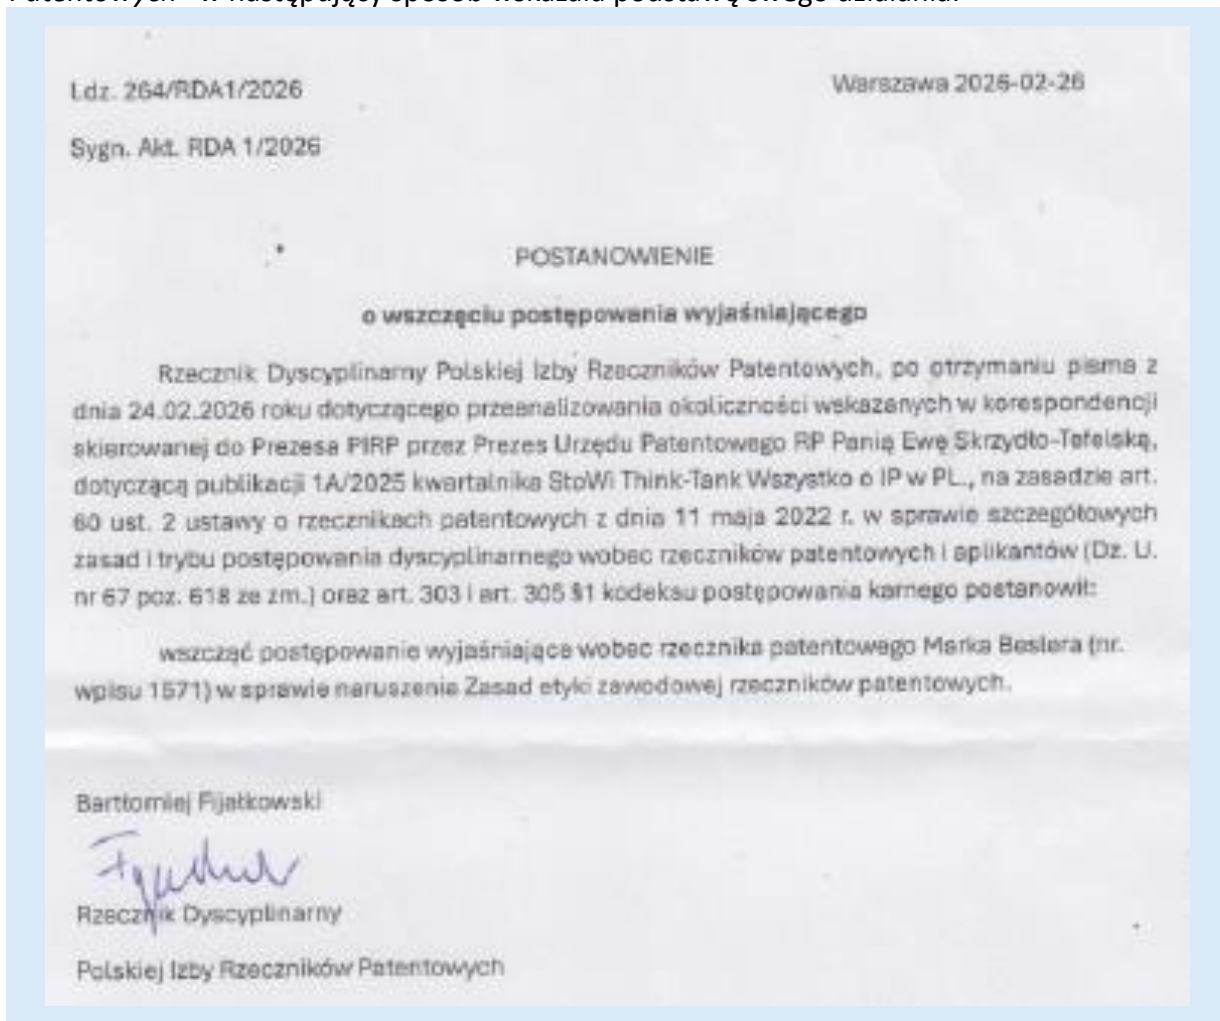 Patentowych" w następujący sposób wskazała podstawę owego działania:
Ldz. 264/RDA1/2026
Warszawa 2026-02-26
Sygn. Akt. RDA 1/2026
POSTANOWIENIE
o wszczęciu postępowania wyjaśniającego
Rzecznik Dyscyplinarny Polskiej Izby Rzeczników Patentowych, po otrzymaniu pisma z
dnia 24.02.2026 roku dotyczącego przeanalizowania okoliczności wskazanych w korespondencji
skierowanej do Prezesa PIRP przez Prezes Urzędu Patentowego RP Panią Ewę Skrzydło-Tefelską,
dotyczącą publikacji 1A/2025 kwartalnika StoWi Think-Tank Wszystko o IP w PL., na zasadzie art.
60 ust. 2 ustawy o rzecznikach patentowych z dnia 11 maja 2022 r. w sprawie szczegółowych
zasad i trybu postępowania dyscyplinarnego wobec rzeczników patentowych i aplikantów (Dz. U.
nr 67 poz. 618 ze zm.) oraz art. 303 i art. 305 §1 kodeksu postępowania karnego postanowił:
wszcząć postępowanie wyjaśniające wobec rzecznika patentowego Marka Beslera (nr.
wpisu 1571) w sprawie naruszenia Zasad etyki zawodowej rzeczników patentowych.
Bartłomiej Fijałkowski
Rzecznik Dyscyplinarny
Polskiej Izby Rzeczników Patentowych